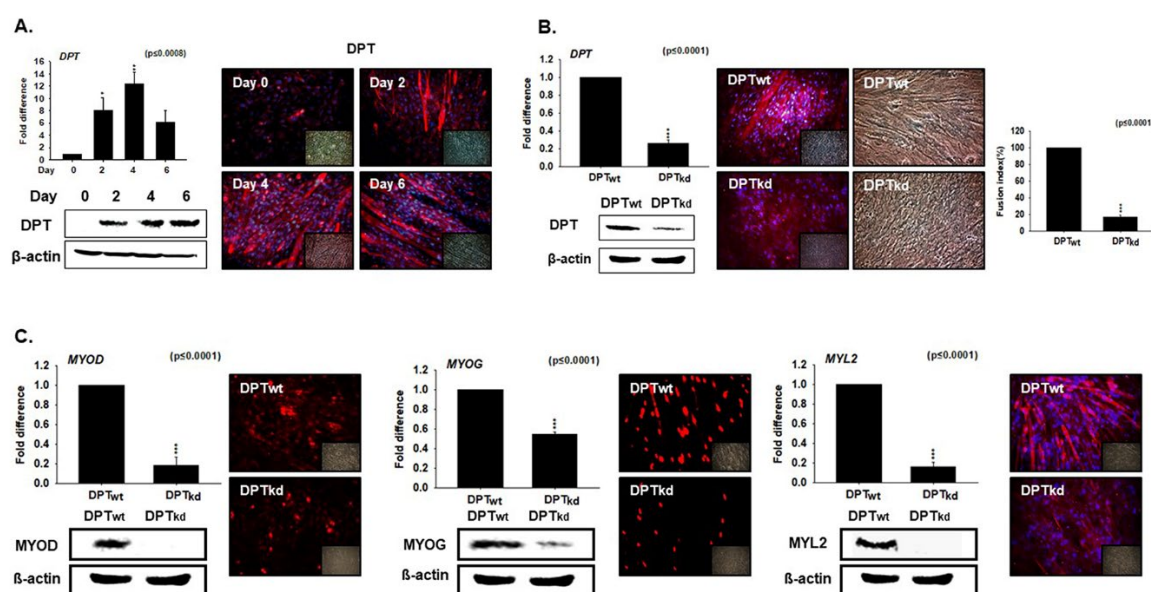 A.
DPT
(p≤0.0008)
Fold difference
16
14
12
10
8
6
4
2
0
*
**
Day 0 2 4 6
Day 0 2 4 6
DPT
ß-actin
DPT
Day 0
Day 2
Day 4
Day 6
B.
DPT
(p≤0.0001)
Fold difference
1.2
1.0
0.8
0.6
0.4
0.2
0.0
***
DPTwt DPTkd
DPTwt DPTkd
DPT
ß-actin
DPTwt
DPTwt
DPTkd
DPTkd
(p≤0.0001
Fusion index(%)
120
100
80
60
40
20
0
***
DPTwt DPTkd
C.
MYOD
(p≤0.0001)
Fold difference
1.2
1.0
0.8
0.6
0.4
0.2
0.0
***
DPTwt DPTkd
DPTwt DPTkd
MYOD
ß-actin
DPTwt
DPTkd
MYOG
(p≤0.0001)
Fold difference
1.2
1.0
0.8
0.6
0.4
0.2
0.0
***
DPTwt DPTkd
DPTwt DPTkd
MYOG
ß-actin
DPTwt
DPTkd
MYL2
(p≤0.0001)
Fold difference
1.2
1.0
0.8
0.6
0.4
0.2
0.0
***
DPTwt DPTkd
DPTwt DPTkd
MYL2
ß-actin
DPTwt
DPTkd